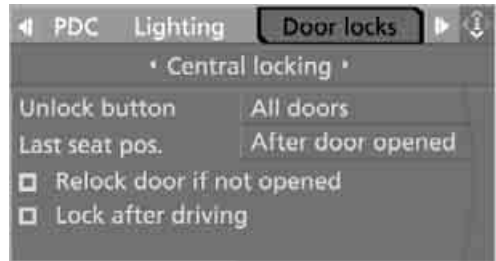 PDC Lighting Door locks
Central locking
Unlock button All doors
Last seat pos. After door opened
Relock door if not opened
Lock after driving